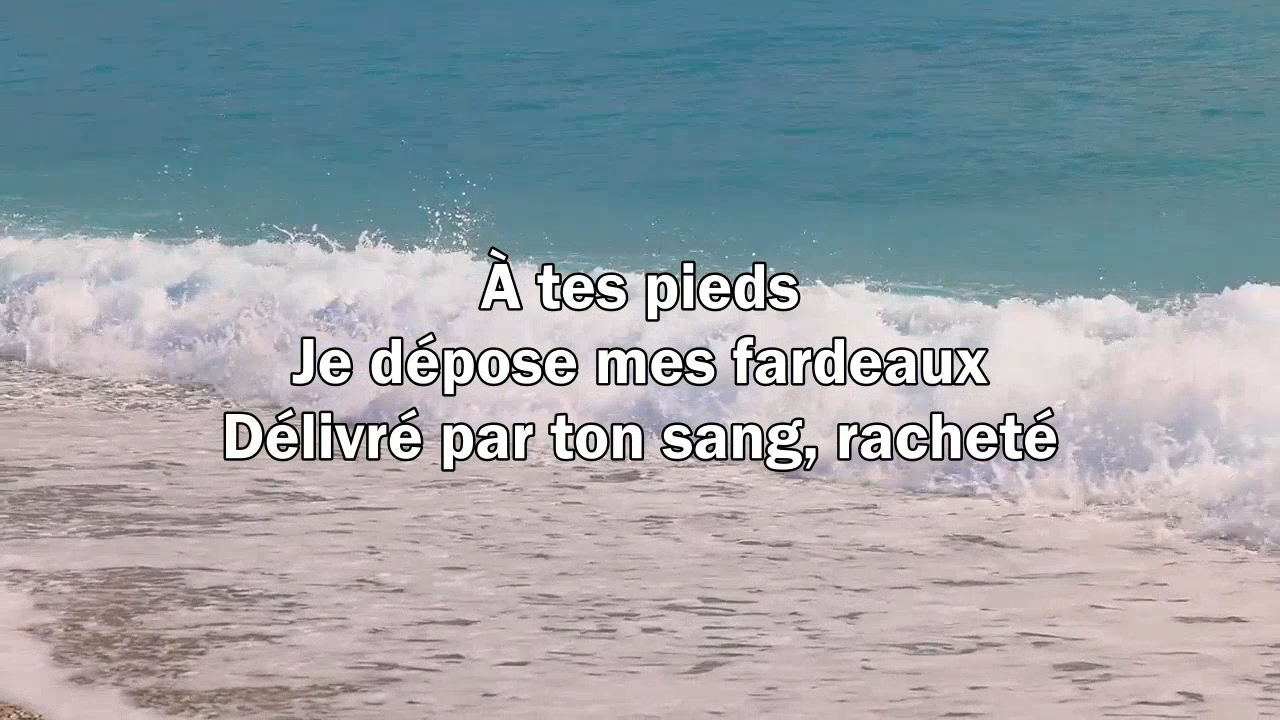 À tes pieds
Je dépose mes fardeaux
Délivré par ton sang, racheté